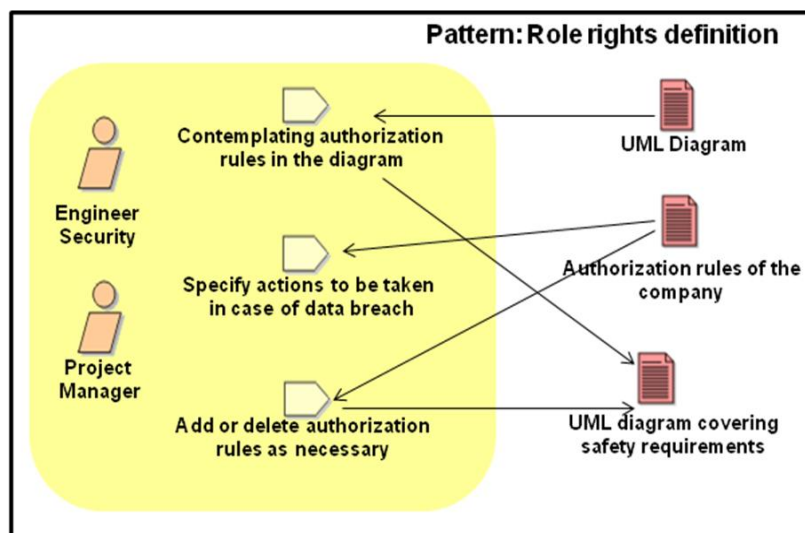 Pattern: Role rights definition
Contemplating authorization
rules in the diagram
UML Diagram
Engineer
Security
Specify actions to be taken
in case of data breach
Authorization rules of the
company
Project
Manager
Add or delete authorization
rules as necessary
UML diagram covering
safety requirements